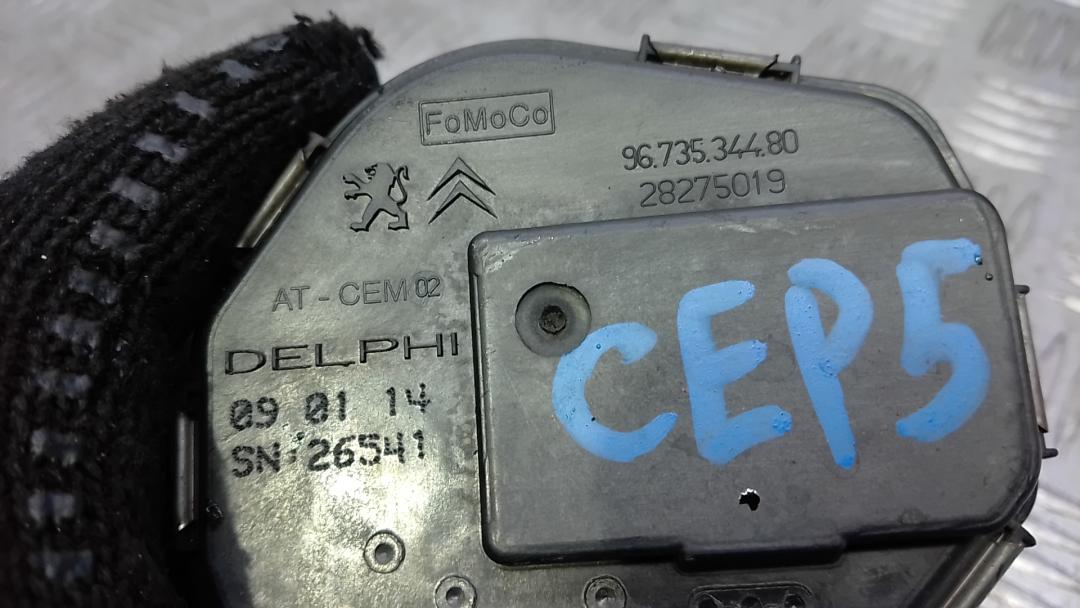 FoMoCo
96.735.344.80
28275019
AT - CEM 02
DELPHI
09 01 14
SN:26541
CEP5